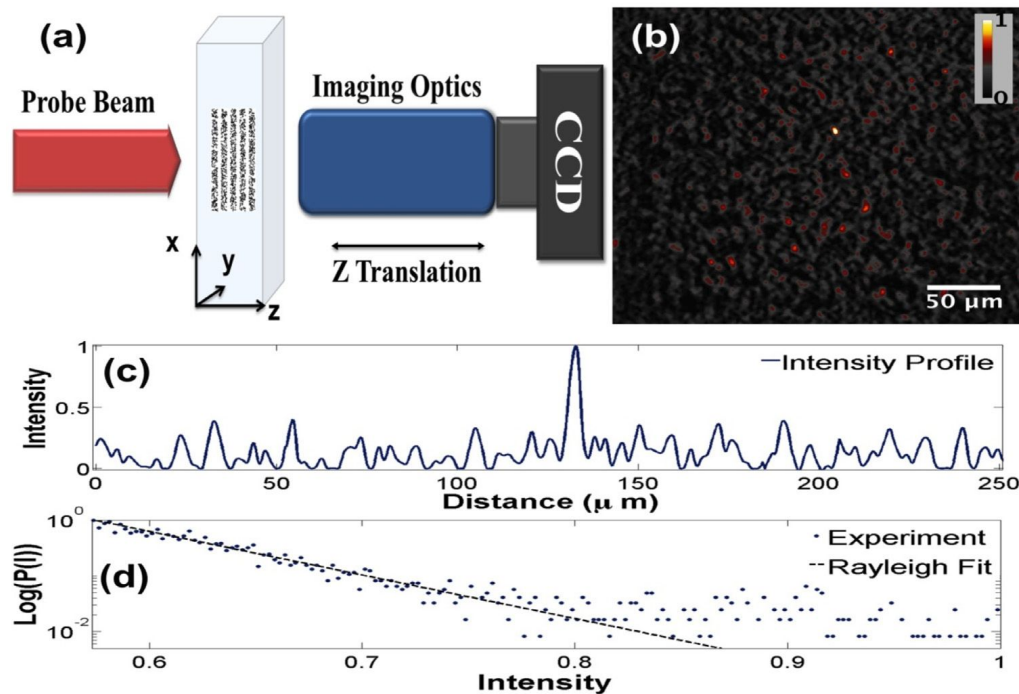 (a)
Probe Beam
Imaging Optics
CCD
Z Translation
x
y
z
(b)
1
0
50 μm
(c)
Intensity Profile
1
0.5
0
Intensity
0
50
100
150
200
250
Distance (μ m)
(d)
Experiment
Rayleigh Fit
10⁰
10⁻²
Log(P(I))
0.6
0.7
0.8
0.9
1
Intensity